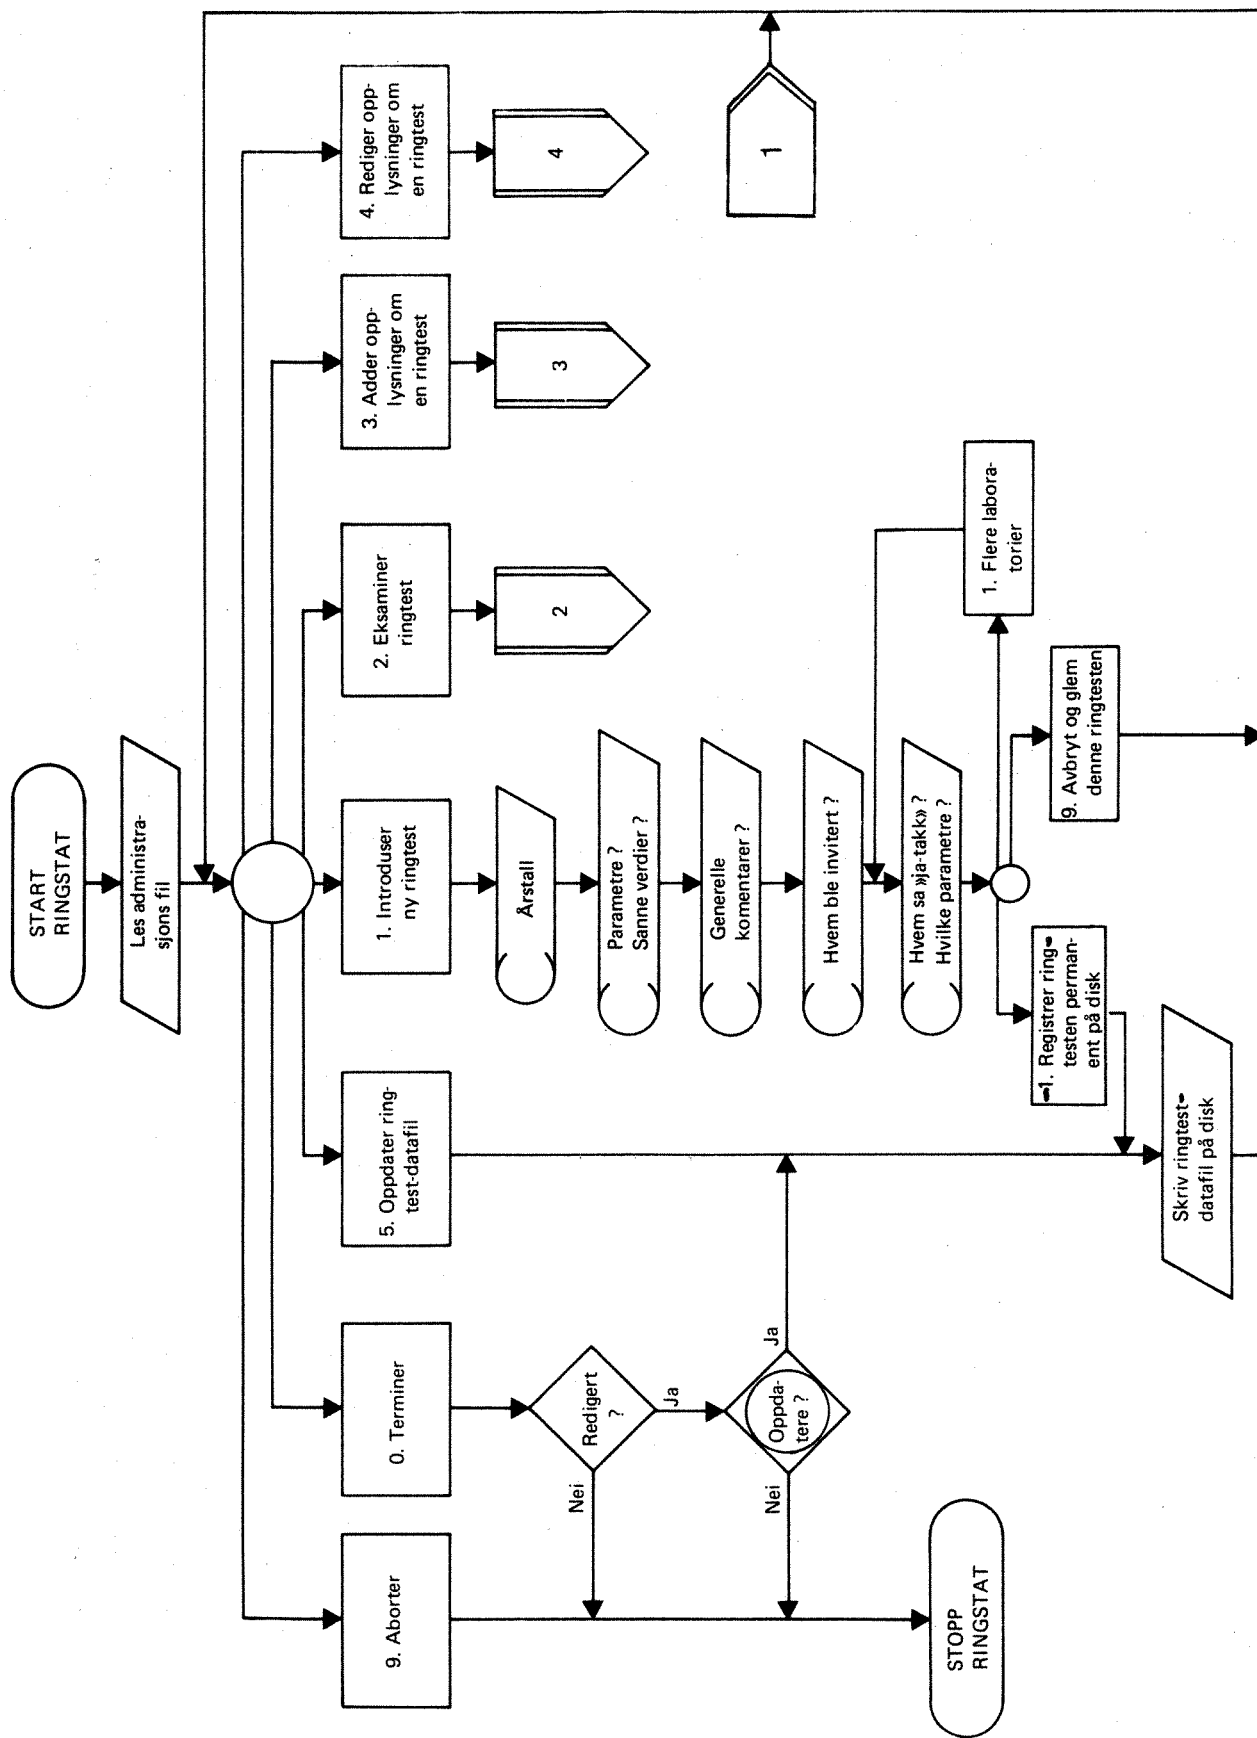 START
RINGSTAT
Les administra-
sjons fil
9. Aborter
0. Terminer
5. Oppdater ring-
test-datafil
1. Introduser
ny ringtest
2. Eksaminer
ringtest
3. Adder opp-
lysninger om
en ringtest
4. Rediger opp-
lysninger om
en ringtest
2
3
4
1
Årstall
Parametre ?
Sanne verdier ?
Generelle
komentarer ?
Hvem ble invitert ?
Hvem sa »ja-takk» ?
Hvilke parametre ?
Redigert
?
Nei
Ja
Oppda-
tere ?
Nei
Ja
-1. Registrer ring-
testen perman-
ent på disk
9. Avbryt og glem
denne ringtesten
1. Flere labora-
torier
Skriv ringtest-
datafil på disk
STOPP
RINGSTAT